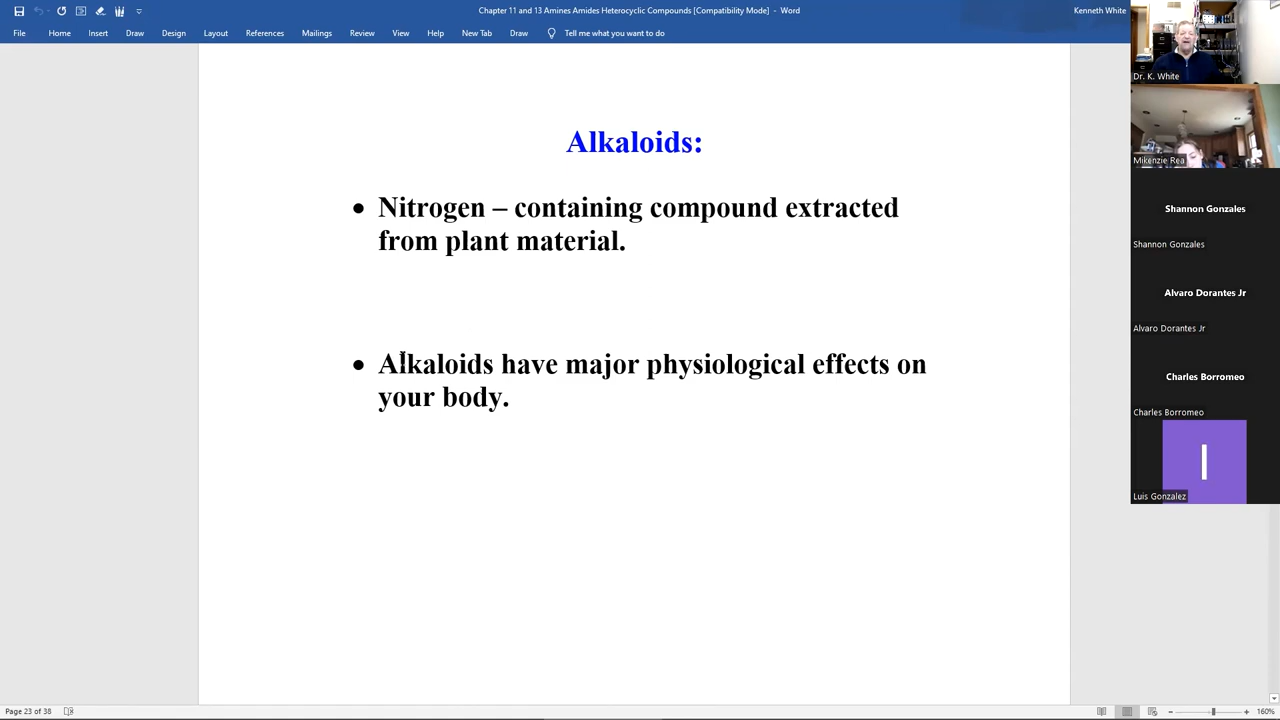 Chapter 11 and 13 Amines Amides Heterocyclic Compounds [Compatibility Mode] - Word
Kenneth White
File Home Insert Draw Design Layout References Mailings Review View Help New Tab Draw Tell me what you want to do
Alkaloids:
• Nitrogen – containing compound extracted
from plant material.
• Alkaloids have major physiological effects on
your body.
Dr. K. White
Mikenzie Rea
Shannon Gonzales
Shannon Gonzales
Alvaro Dorantes Jr
Alvaro Dorantes Jr
Charles Borromeo
Charles Borromeo
I
Luis Gonzalez
Page 23 of 38
160%